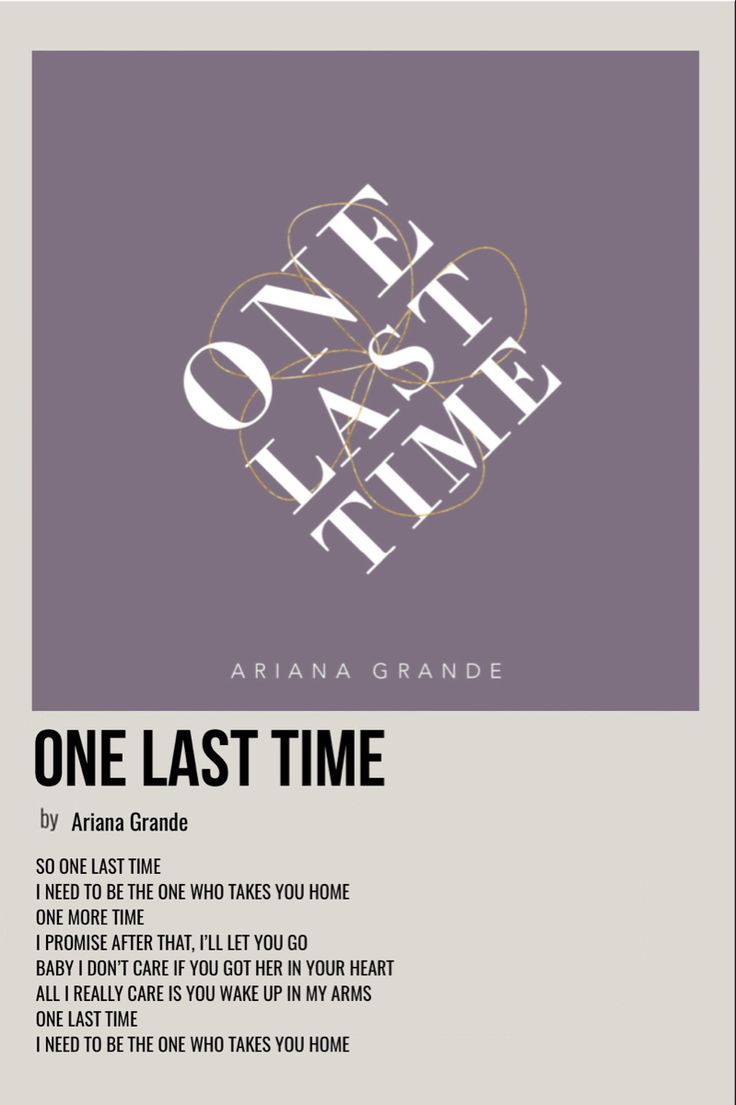 ONE
LAST
TIME
ARIANA GRANDE
ONE LAST TIME
by Ariana Grande
SO ONE LAST TIME
I NEED TO BE THE ONE WHO TAKES YOU HOME
ONE MORE TIME
I PROMISE AFTER THAT, I’LL LET YOU GO
BABY I DON’T CARE IF YOU GOT HER IN YOUR HEART
ALL I REALLY CARE IS YOU WAKE UP IN MY ARMS
ONE LAST TIME
I NEED TO BE THE ONE WHO TAKES YOU HOME